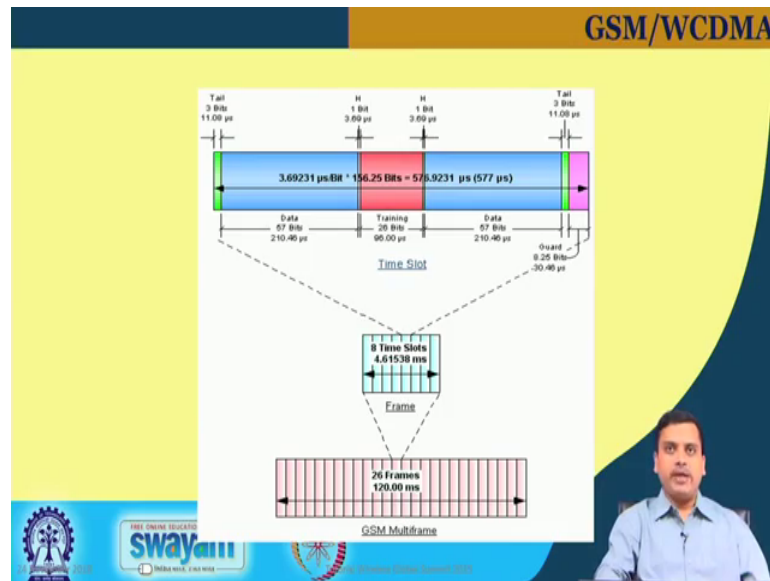 GSM/WCDMA
Tail
3 Bits
11.08 µs
H
1 Bit
3.69 µs
H
1 Bit
3.69 µs
Tail
3 Bits
11.08 µs
3.69231 µs/Bit * 156.25 Bits = 576.9231 µs (577 µs)
Data
57 Bits
210.46 µs
Training
26 Bits
96.00 µs
Data
57 Bits
210.46 µs
Guard
8.25 Bits
-30.46 µs
Time Slot
8 Time Slots
4.61538 ms
Frame
26 Frames
120.00 ms
GSM Multiframe
FREE ONLINE EDUCATION
swayam